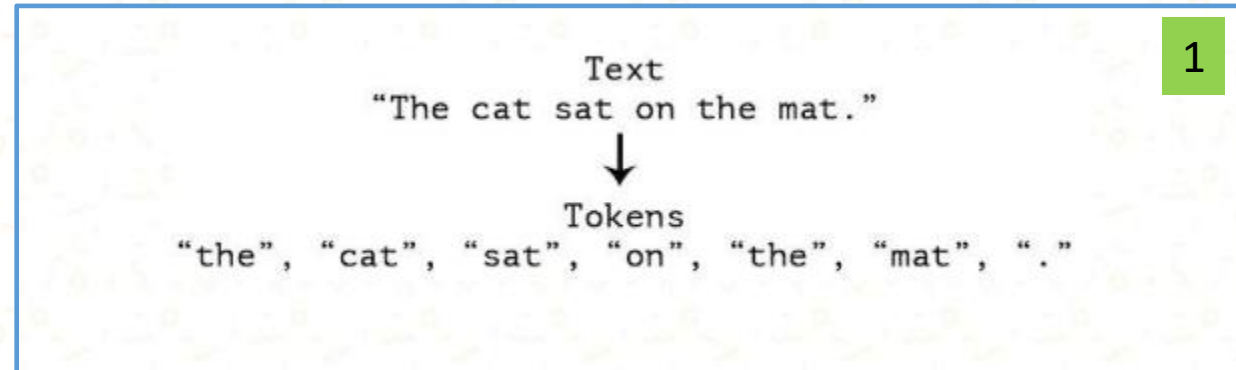 1
Text
“The cat sat on the mat.”
↓
Tokens
“the”, “cat”, “sat”, “on”, “the”, “mat”, “.”